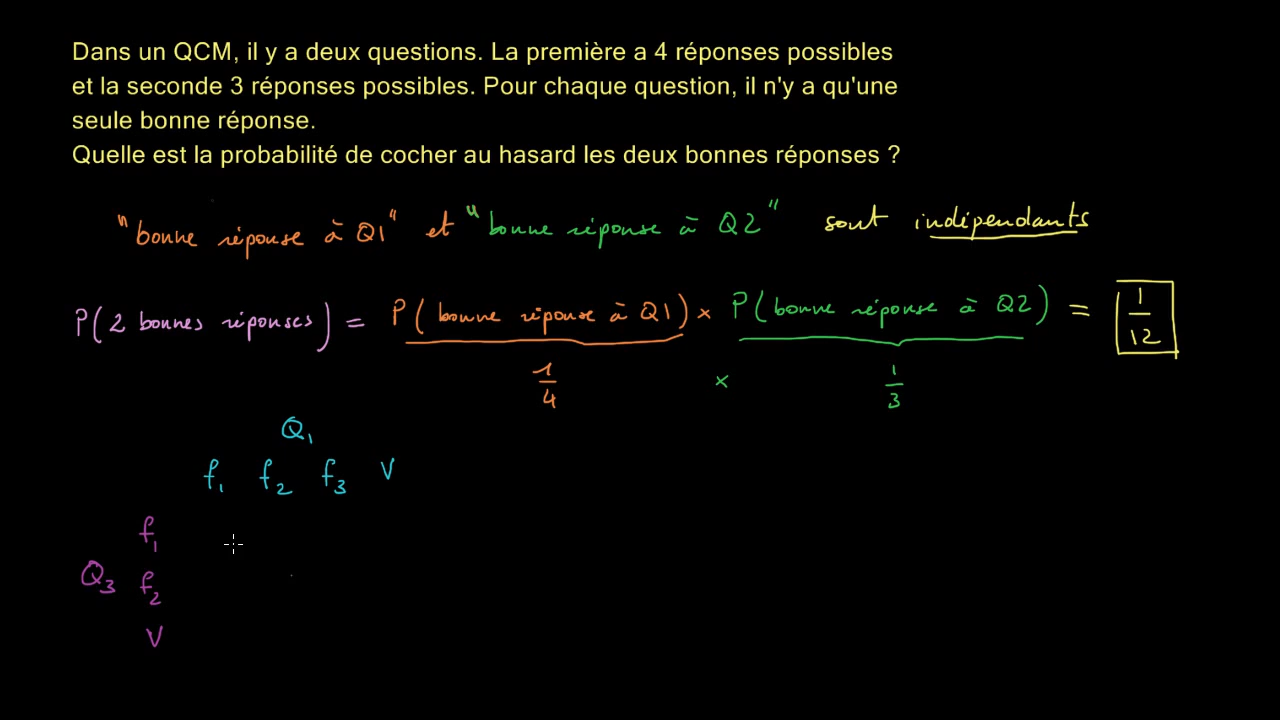 Dans un QCM, il y a deux questions. La première a 4 réponses possibles
et la seconde 3 réponses possibles. Pour chaque question, il n'y a qu'une
seule bonne réponse.
Quelle est la probabilité de cocher au hasard les deux bonnes réponses ?
"bonne réponse à Q1" et "bonne réponse à Q2" sont indépendants
P(2 bonnes réponses) = P(bonne réponse à Q1) × P(bonne réponse à Q2) = 1/12
1/4 × 1/3
Q1
f1 f2 f3 V
f1
Q3 f2
V